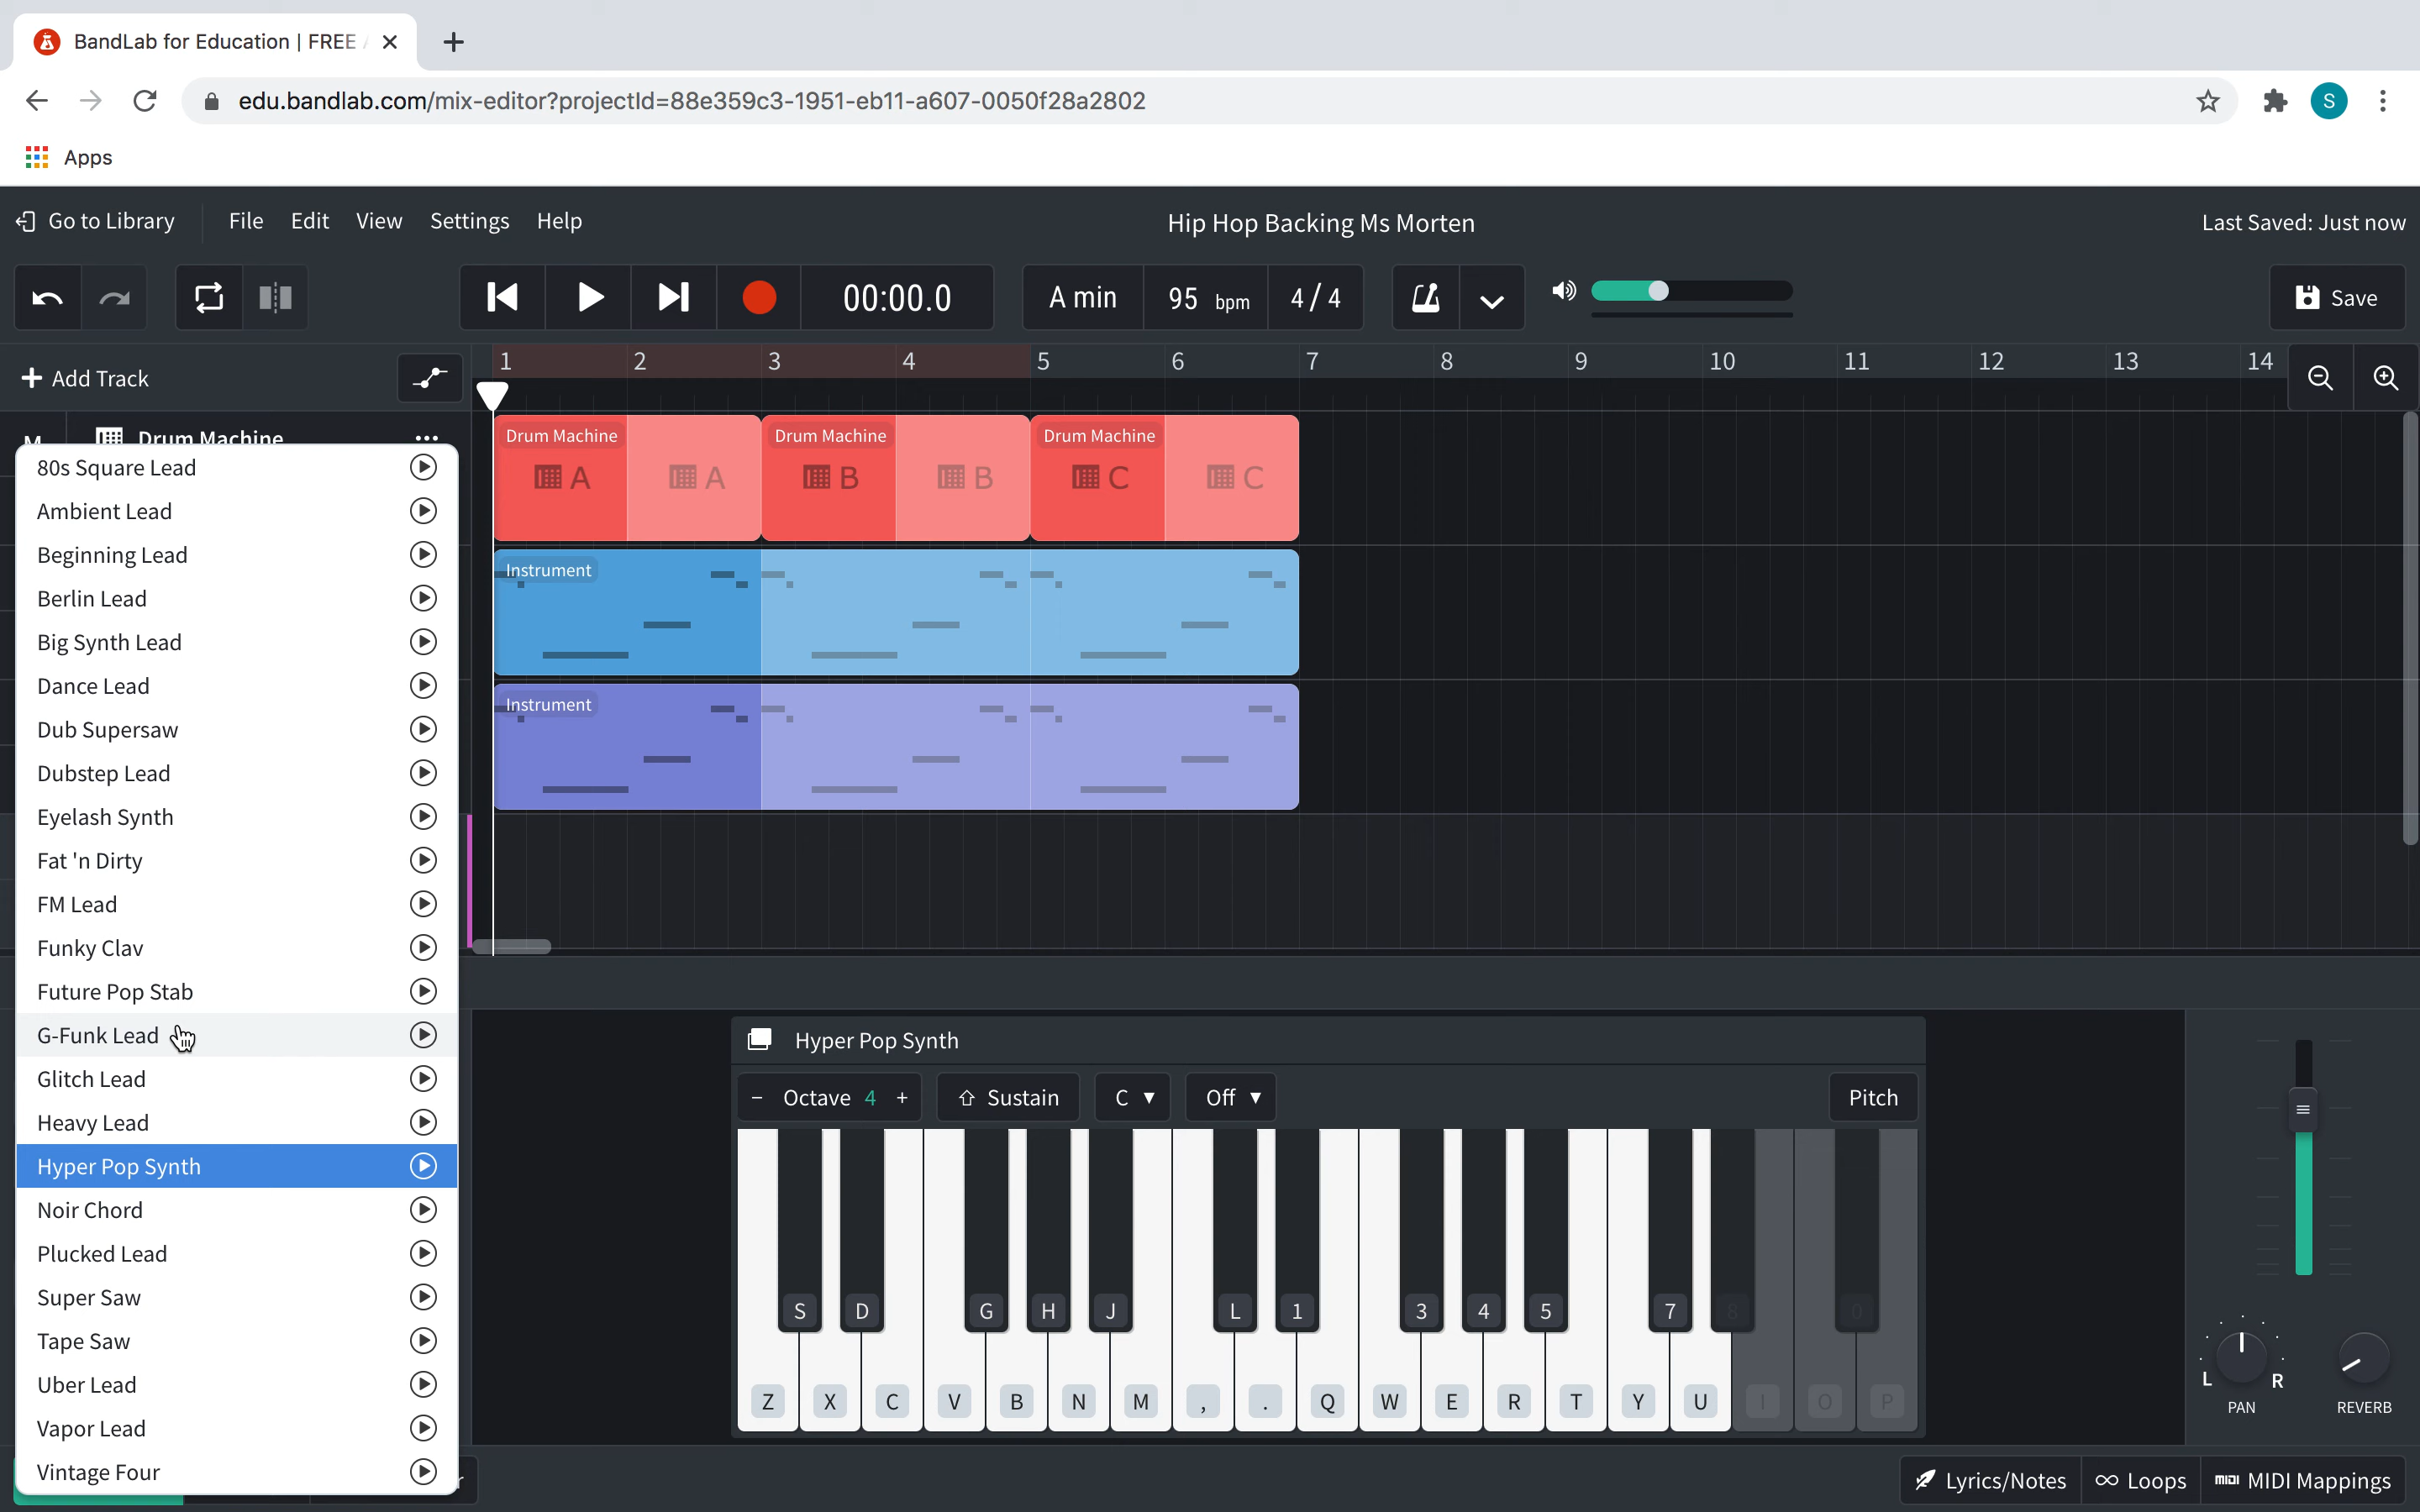 BandLab for Education | FREE
edu.bandlab.com/mix-editor?projectId=88e359c3-1951-eb11-a607-0050f28a2802
S
Apps
Go to Library File Edit View Settings Help
Hip Hop Backing Ms Morten
Last Saved: Just now
00:00.0
A min 95 bpm 4/4
Save
Add Track
1 2 3 4 5 6 7 8 9 10 11 12 13 14
M Drum Machine
Drum Machine Drum Machine Drum Machine
A A B B C C
Instrument
Instrument
80s Square Lead
Ambient Lead
Beginning Lead
Berlin Lead
Big Synth Lead
Dance Lead
Dub Supersaw
Dubstep Lead
Eyelash Synth
Fat 'n Dirty
FM Lead
Funky Clav
Future Pop Stab
G-Funk Lead
Glitch Lead
Heavy Lead
Hyper Pop Synth
Noir Chord
Plucked Lead
Super Saw
Tape Saw
Uber Lead
Vapor Lead
Vintage Four
Hyper Pop Synth
- Octave 4 + Sustain C Off Pitch
S D G H J L 1 3 4 5 7 8 0
Z X C V B N M , . Q W E R T Y U I O P
L R
PAN REVERB
Lyrics/Notes Loops MIDI MIDI Mappings